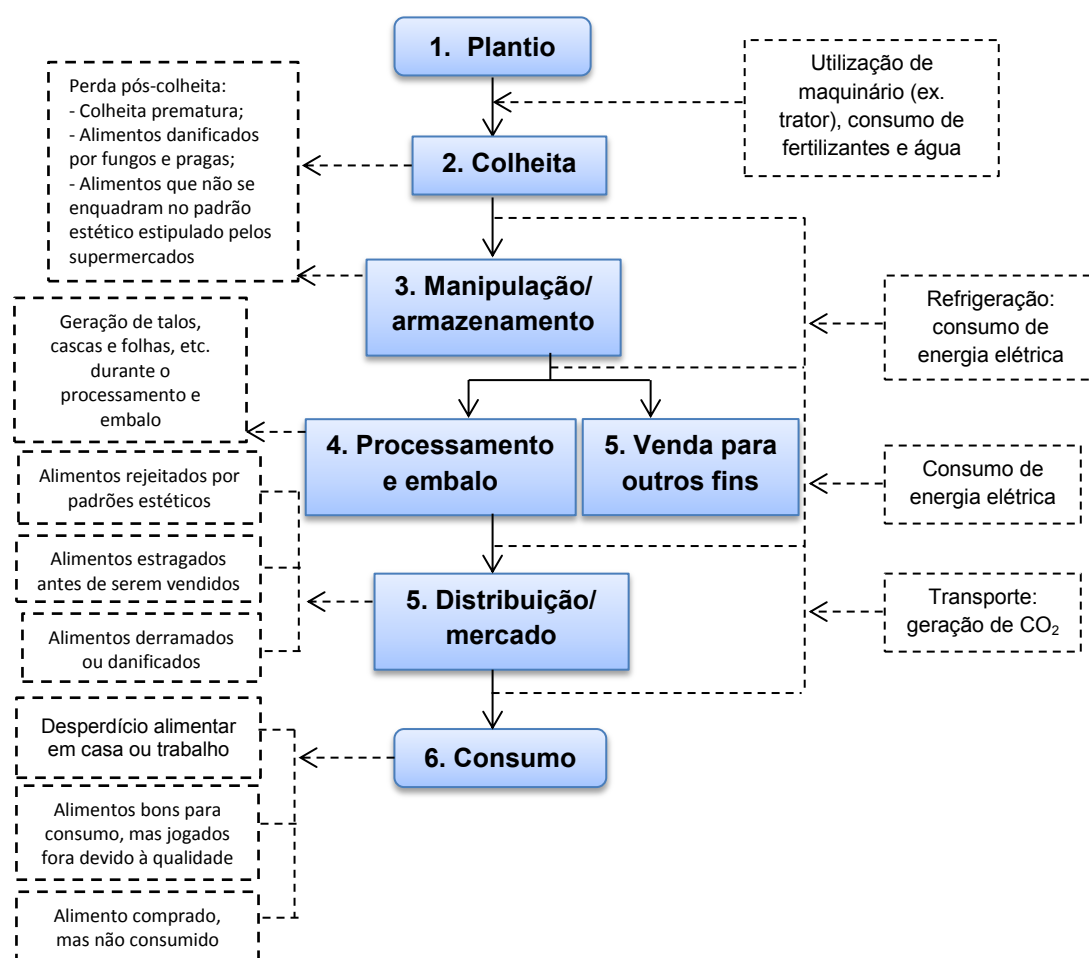 1. Plantio
Utilização de
maquinário (ex.
trator), consumo de
fertilizantes e água
Perda pós-colheita:
- Colheita prematura;
- Alimentos danificados
por fungos e pragas;
- Alimentos que não se
enquadram no padrão
estético estipulado pelos
supermercados
2. Colheita
3. Manipulação/
armazenamento
Refrigeração:
consumo de
energia elétrica
Geração de talos,
cascas e folhas, etc.
durante o
processamento e
embalo
4. Processamento
e embalo
5. Venda para
outros fins
Consumo de
energia elétrica
Alimentos rejeitados por
padrões estéticos
Alimentos estragados
antes de serem vendidos
Alimentos derramados
ou danificados
5. Distribuição/
mercado
Transporte:
geração de CO₂
Desperdício alimentar
em casa ou trabalho
6. Consumo
Alimentos bons para
consumo, mas jogados
fora devido à qualidade
Alimento comprado,
mas não consumido